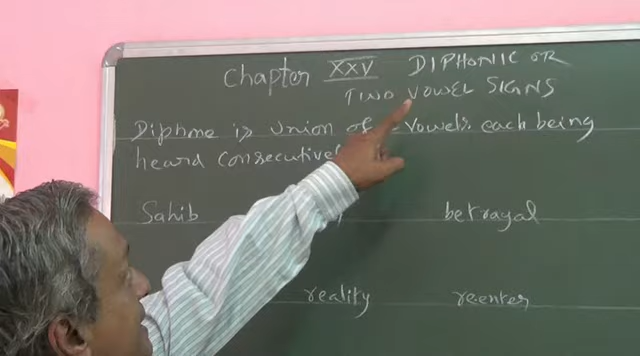 Chapter XXV DIPHONIC OR
TWO VOWEL SIGNS
Diphone is union of Vowels each being
heard consecutively
Sahib betrayal
reality reenter